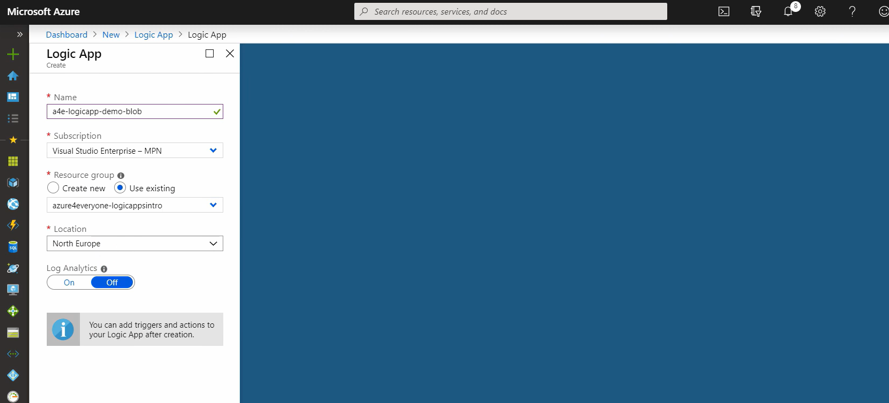 Microsoft Azure
Search resources, services, and docs
8
Dashboard > New > Logic App > Logic App
Logic App
Create
* Name
a4e-logicapp-demo-blob
* Subscription
Visual Studio Enterprise – MPN
* Resource group
Create new Use existing
azure4everyone-logicappsintro
* Location
North Europe
Log Analytics
On Off
You can add triggers and actions to
your Logic App after creation.
SQL